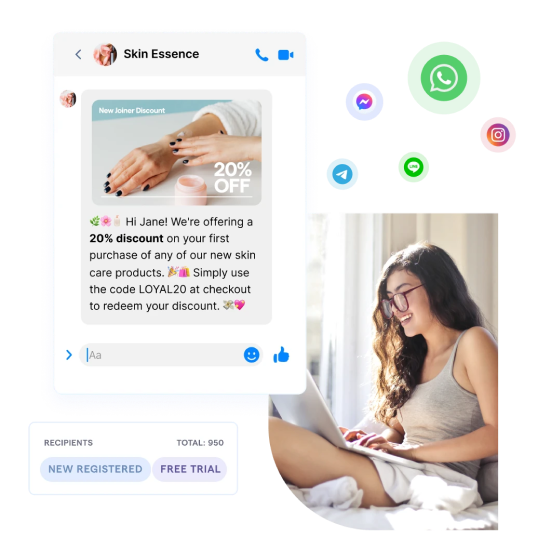 Skin Essence
New Joiner Discount
20%
OFF
🌿🌸🧴 Hi Jane! We're offering a
20% discount on your first
purchase of any of our new skin
care products. 🎉🛍️ Simply use
the code LOYAL20 at checkout
to redeem your discount. 💸💖
Aa
LINE
RECIPIENTS
TOTAL: 950
NEW REGISTERED
FREE TRIAL